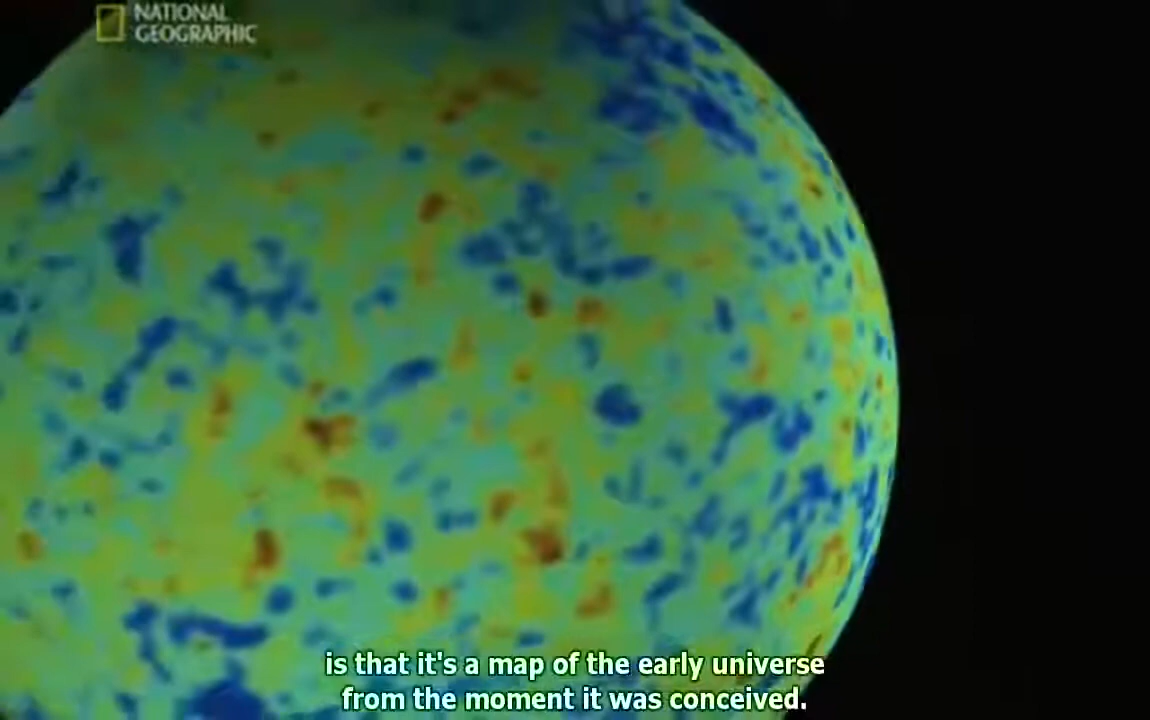 NATIONAL
GEOGRAPHIC
is that it's a map of the early universe
from the moment it was conceived.